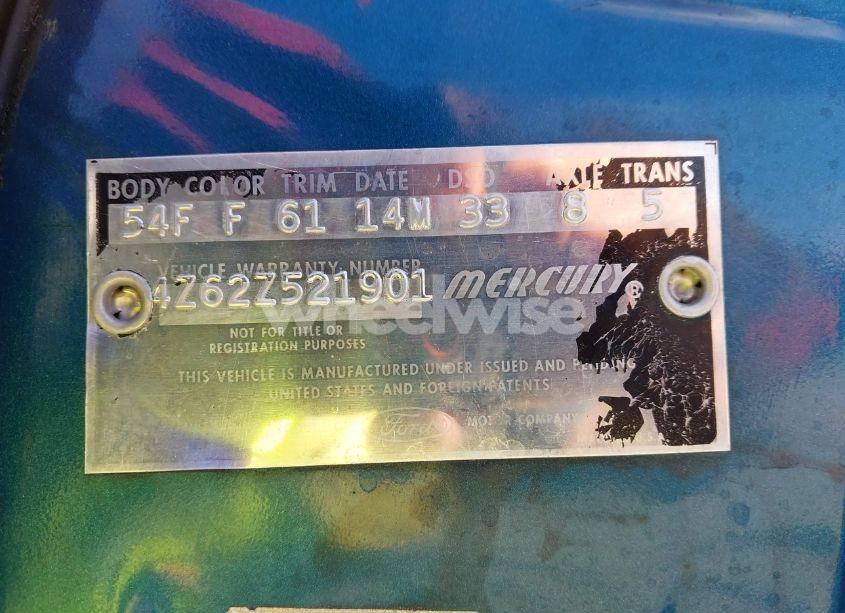 BODY COLOR TRIM DATE DSO AXLE TRANS
54F F 61 14M 33 8 5
VEHICLE WARRANTY NUMBER
4Z62Z521901 MERCURY®
wheelwise
NOT FOR TITLE OR
REGISTRATION PURPOSES
THIS VEHICLE IS MANUFACTURED UNDER ISSUED AND PENDING
UNITED STATES AND FOREIGN PATENTS
Ford MOTOR COMPANY